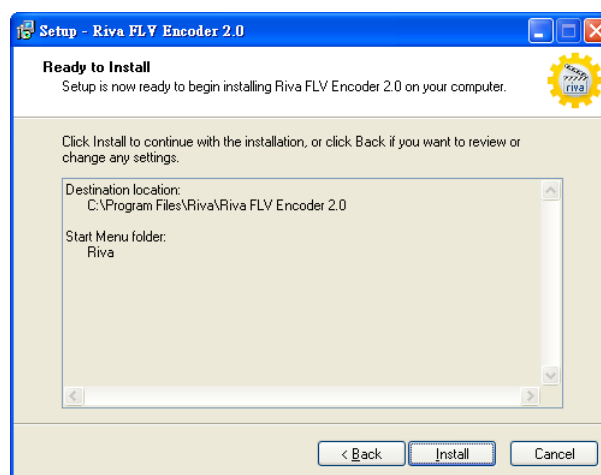 Setup - Riva FLV Encoder 2.0
Ready to Install
Setup is now ready to begin installing Riva FLV Encoder 2.0 on your computer.
riva
Click Install to continue with the installation, or click Back if you want to review or
change any settings.
Destination location:
C:\Program Files\Riva\Riva FLV Encoder 2.0
Start Menu folder:
Riva
< Back
Install
Cancel